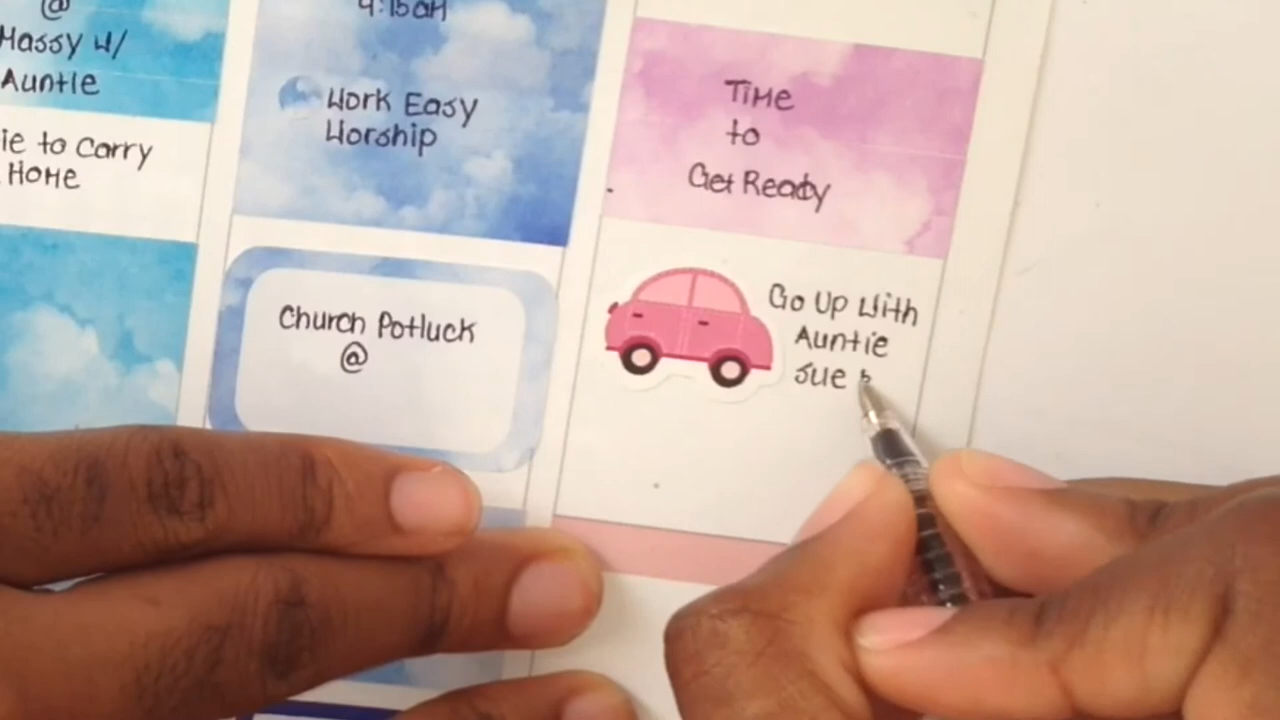 @
Massy w/
Auntie
ie to Carry
Home
9:15am
Work Easy
Worship
Church Potluck
@
Time
to
Get Ready
Go Up With
Auntie
Sue